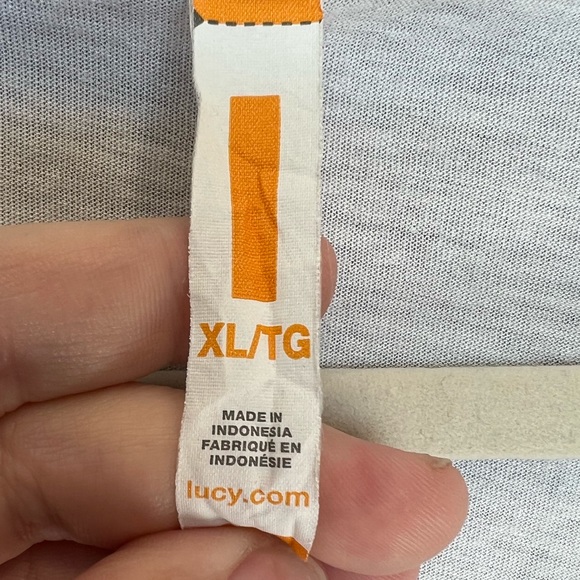 XL/TG
MADE IN
INDONESIA
FABRIQUÉ EN
INDONÉSIE
lucy.com